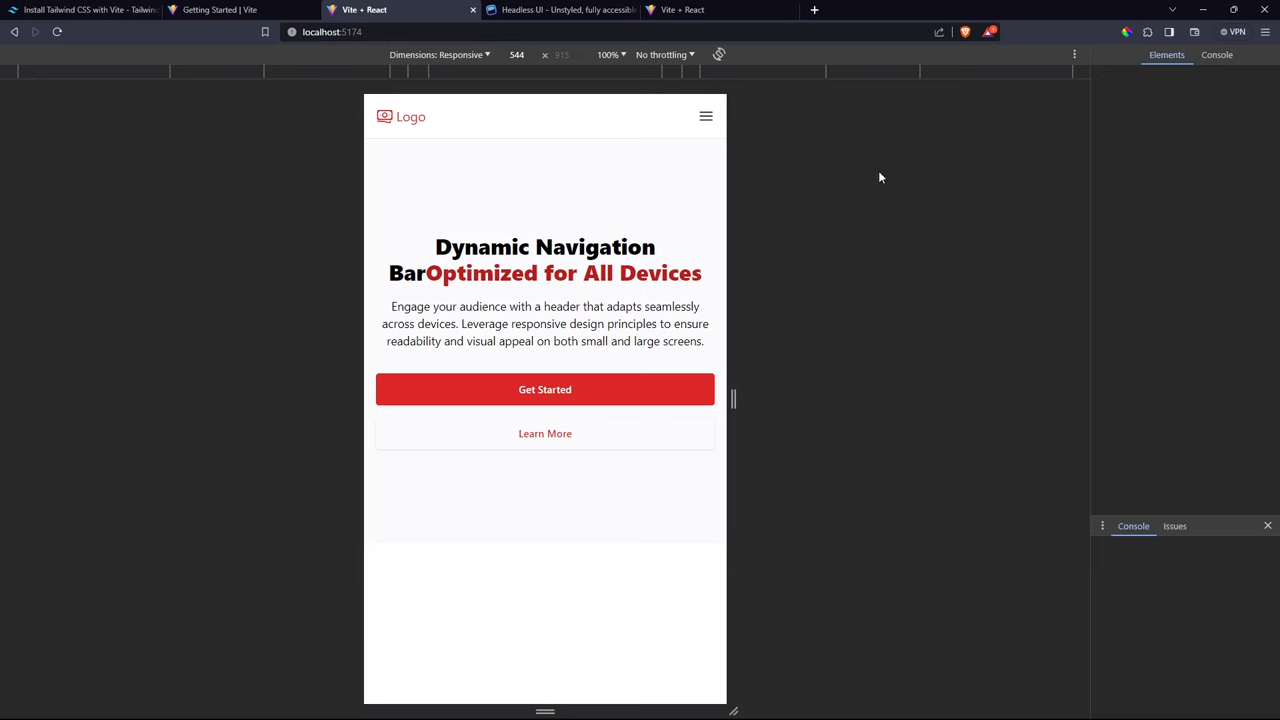 Install Tailwind CSS with Vite - Tailwin
Getting Started | Vite
Vite + React
Headless UI - Unstyled, fully accessible
Vite + React
localhost:5174
VPN
Dimensions: Responsive
544
×
915
100%
No throttling
Elements
Console
Logo
Dynamic Navigation
BarOptimized for All Devices
Engage your audience with a header that adapts seamlessly
across devices. Leverage responsive design principles to ensure
readability and visual appeal on both small and large screens.
Get Started
Learn More
Console
Issues